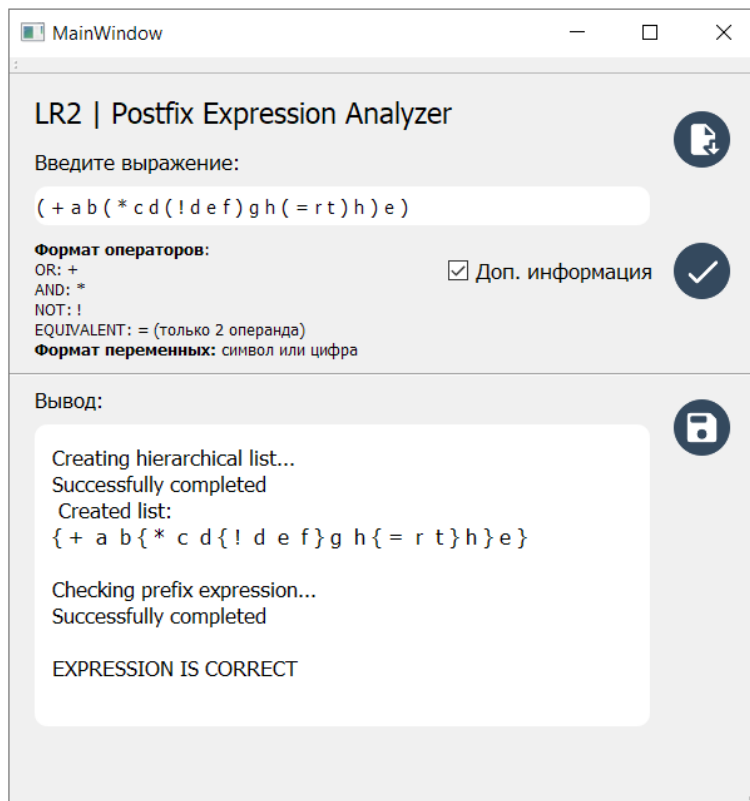 MainWindow
LR2 | Postfix Expression Analyzer
Введите выражение:
( + a b ( * c d ( ! d e f ) g h ( = r t ) h ) e )
Формат операторов:
OR: +
AND: *
NOT: !
EQUIVALENT: = (только 2 операнда)
Формат переменных: символ или цифра
Доп. информация
Вывод:
Creating hierarchical list...
Successfully completed
Created list:
{ + a b { * c d { ! d e f } g h { = r t } h } e }
Checking prefix expression...
Successfully completed
EXPRESSION IS CORRECT